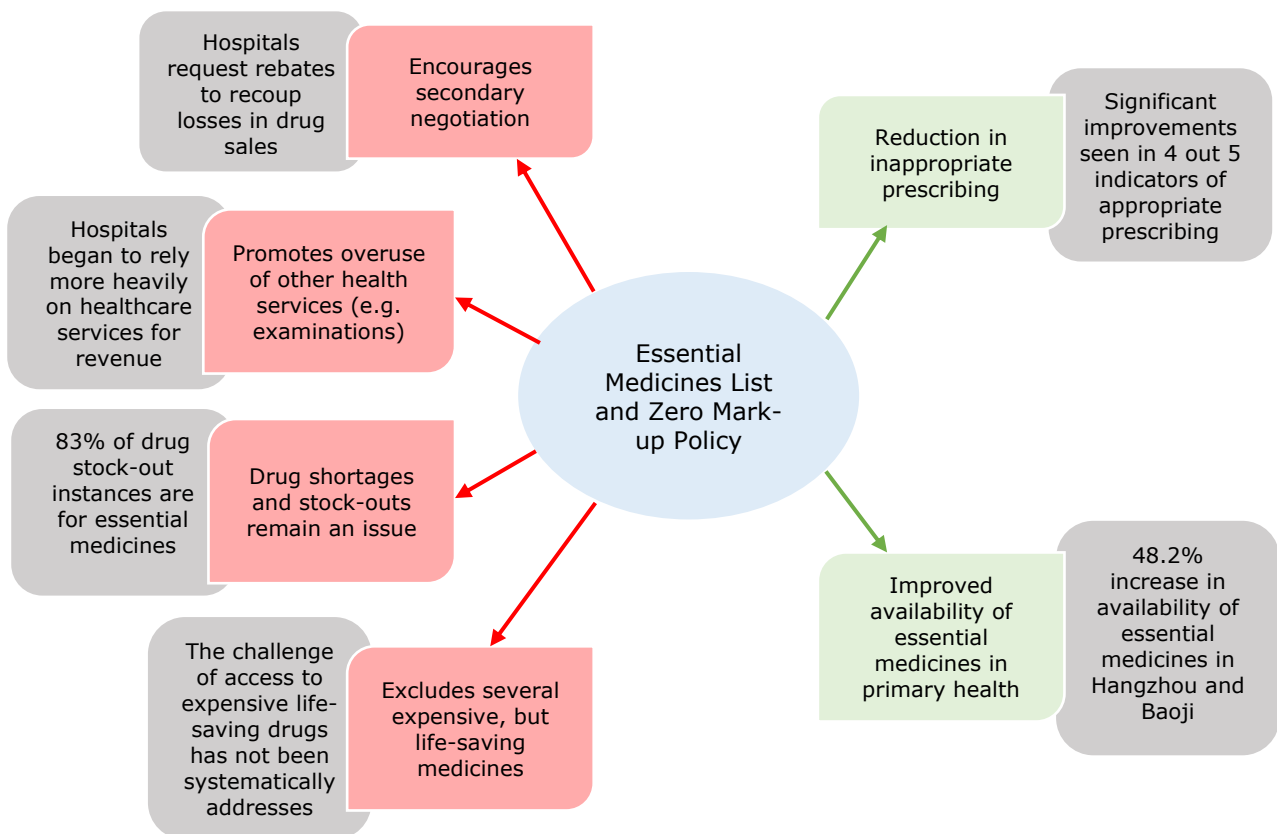 Hospitals
request rebates
to recoup
losses in drug
sales
Encourages
secondary
negotiation
Hospitals
began to rely
more heavily
on healthcare
services for
revenue
Promotes overuse
of other health
services (e.g.
examinations)
83% of drug
stock-out
instances are
for essential
medicines
Drug shortages
and stock-outs
remain an issue
The challenge
of access to
expensive life-
saving drugs
has not been
systematically
addresses
Excludes several
expensive, but
life-saving
medicines
Essential
Medicines List
and Zero Mark-
up Policy
Reduction in
inappropriate
prescribing
Significant
improvements
seen in 4 out 5
indicators of
appropriate
prescribing
Improved
availability of
essential
medicines in
primary health
48.2%
increase in
availability of
essential
medicines in
Hangzhou and
Baoji